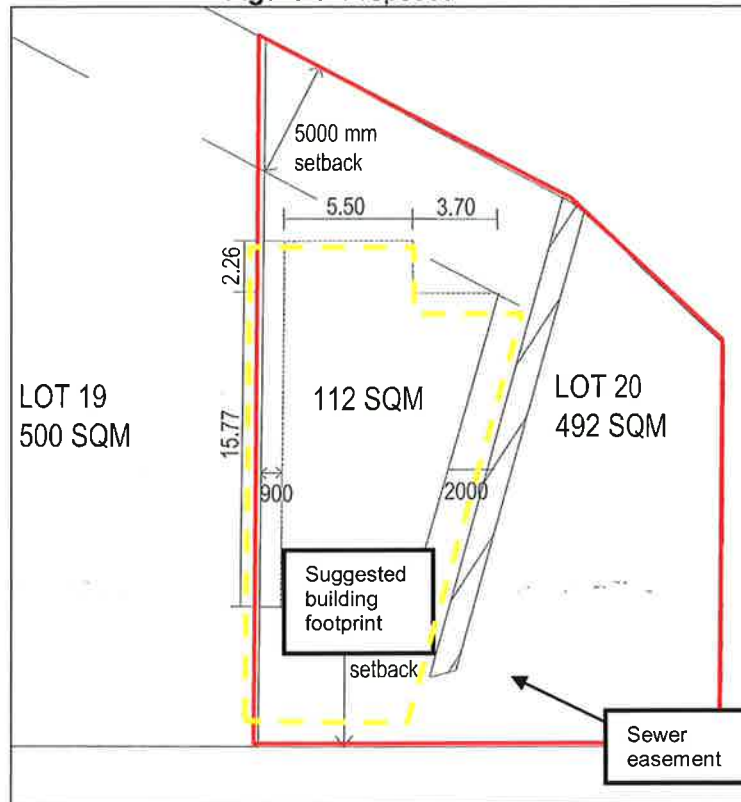 5000 mm
setback
5.50
3.70
2.26
LOT 19
500 SQM
112 SQM
LOT 20
492 SQM
15.77
900
2000
Suggested
building
footprint
setback
Sewer
easement